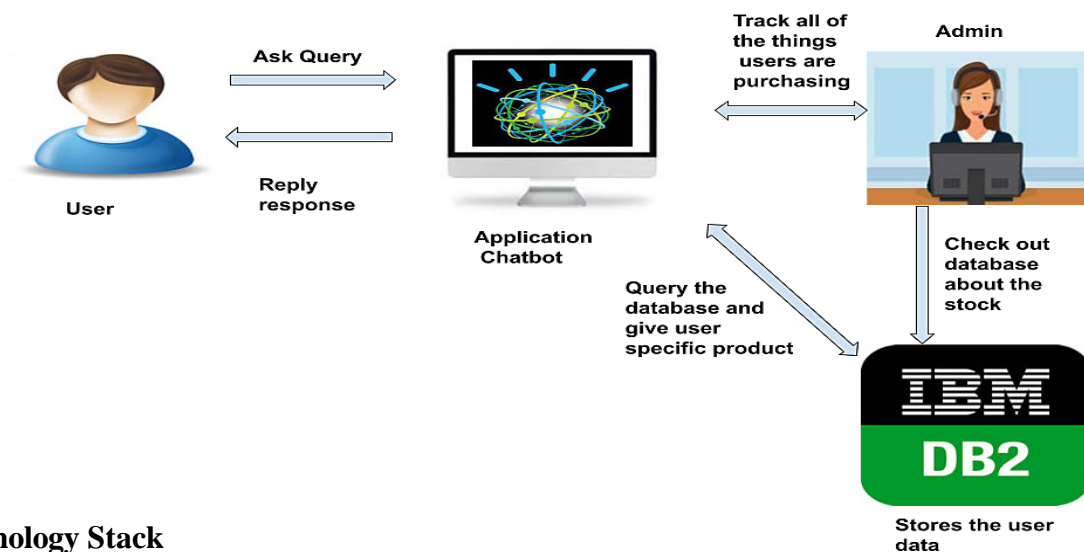 Ask Query
Reply
response
User
Application
Chatbot
Track all of
the things
users are
purchasing
Admin
Query the
database and
give user
specific product
Check out
database
about the
stock
IBM
DB2
Stores the user
data
nology Stack